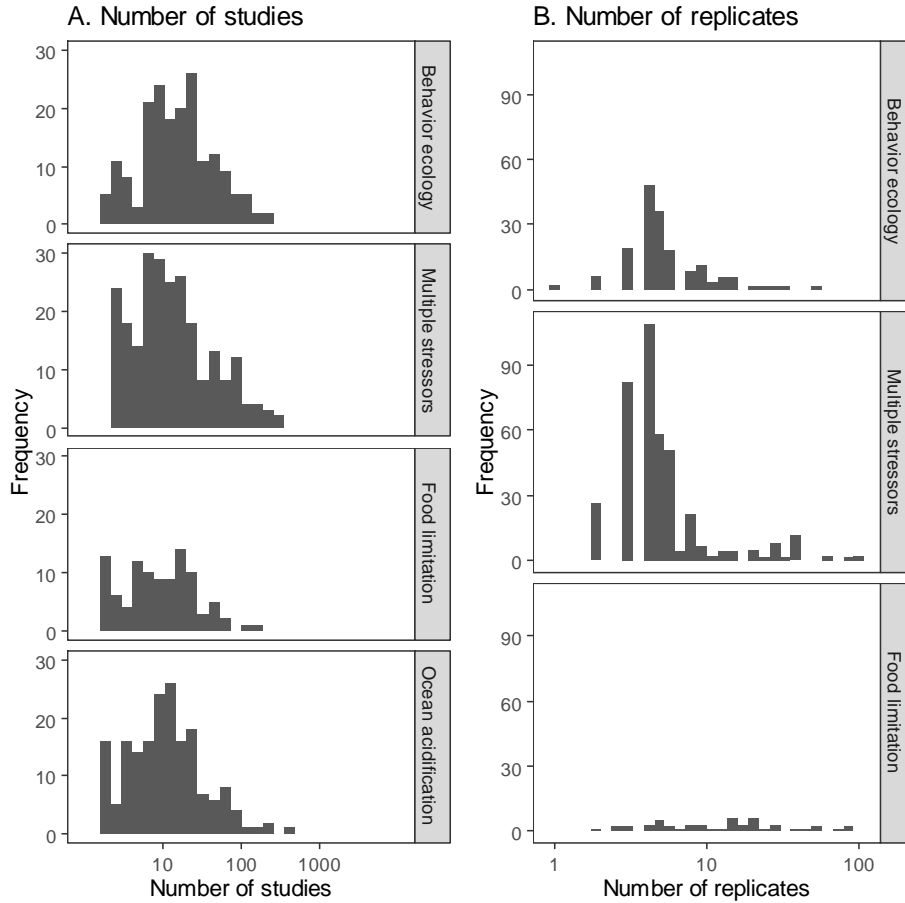 A. Number of studies
30
20
10
0
Behavior ecology
30
20
10
0
Multiple stressors
30
20
10
0
Food limitation
30
20
10
0
Ocean acidification
Frequency
10
100
1000
Number of studies
B. Number of replicates
90
60
30
0
Behavior ecology
90
60
30
0
Multiple stressors
90
60
30
0
Food limitation
Frequency
1
10
100
Number of replicates